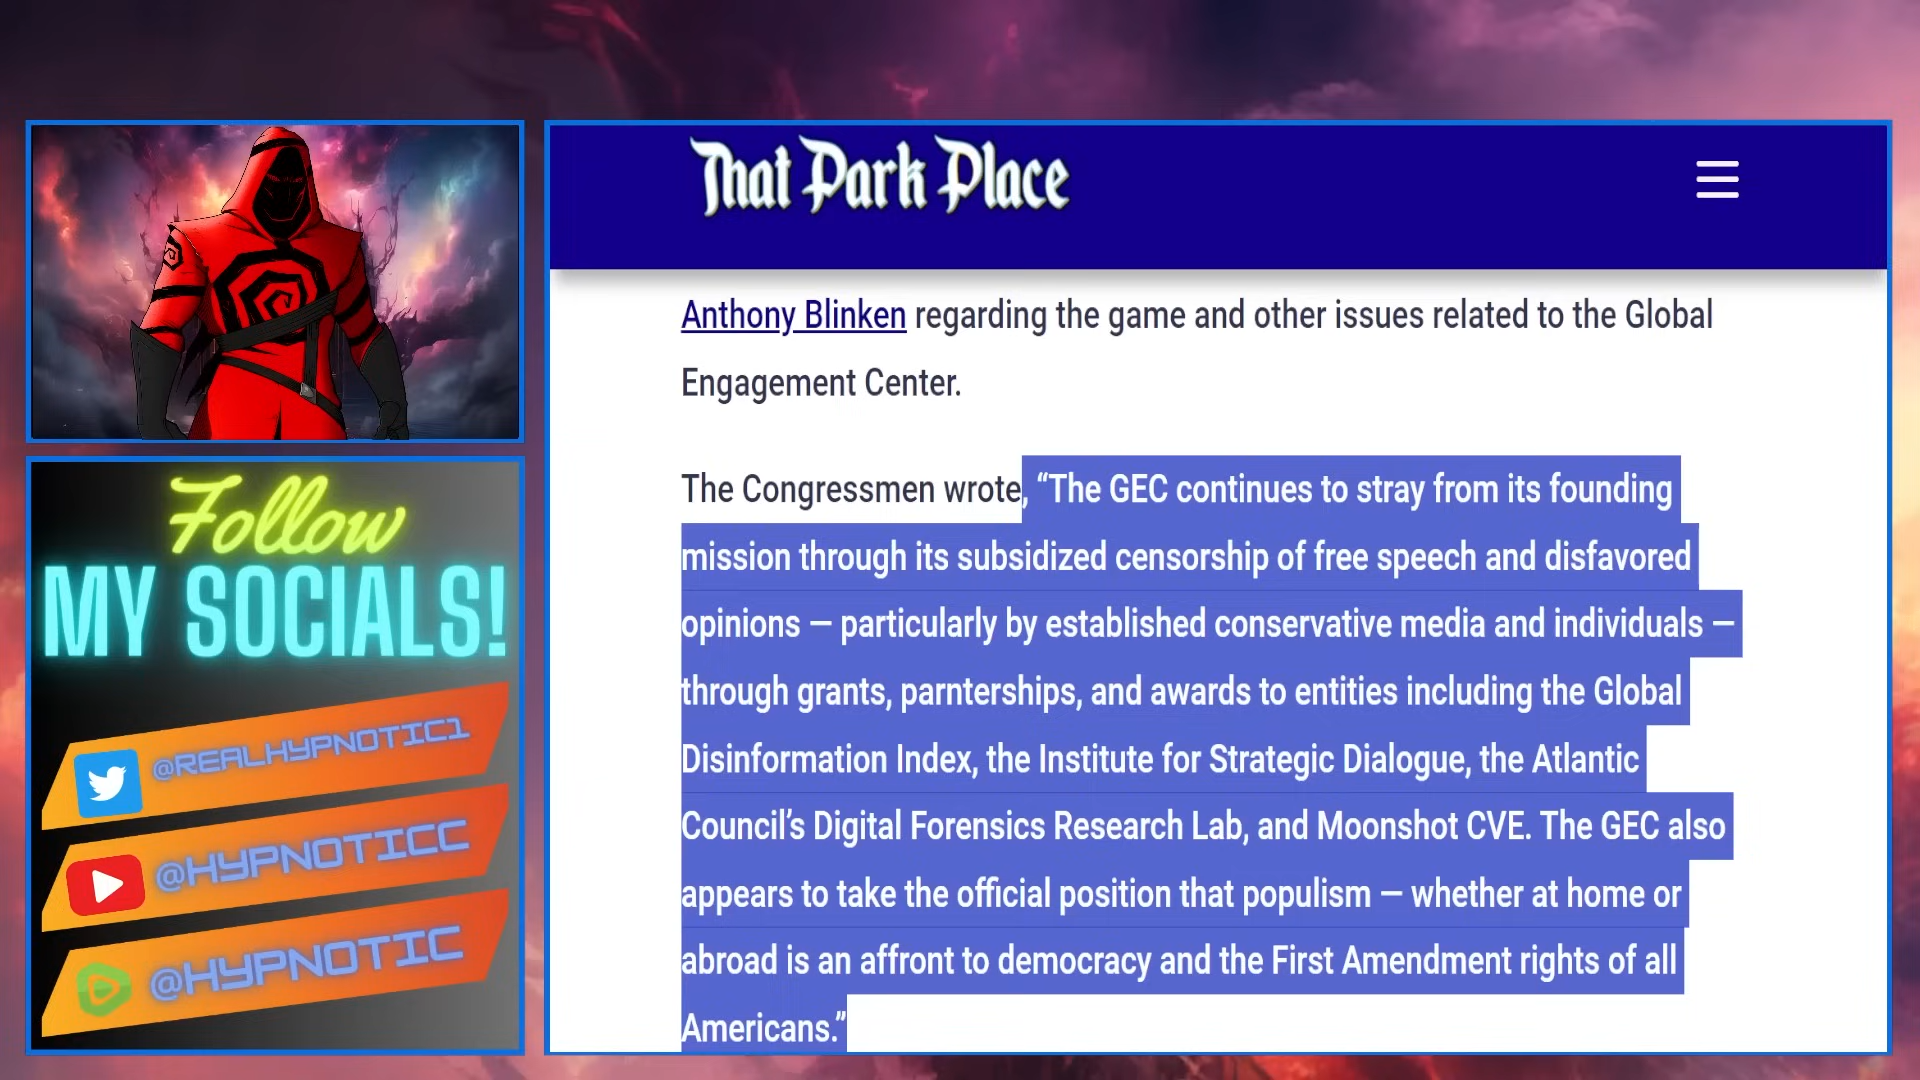 That Park Place
Anthony Blinken regarding the game and other issues related to the Global
Engagement Center.
The Congressmen wrote, “The GEC continues to stray from its founding
mission through its subsidized censorship of free speech and disfavored
opinions — particularly by established conservative media and individuals —
through grants, parnterships, and awards to entities including the Global
Disinformation Index, the Institute for Strategic Dialogue, the Atlantic
Council’s Digital Forensics Research Lab, and Moonshot CVE. The GEC also
appears to take the official position that populism — whether at home or
abroad is an affront to democracy and the First Amendment rights of all
Americans.”
Follow
MY SOCIALS!
@REALHYPNOTIC1
@HYPNOTICC
@HYPNOTIC